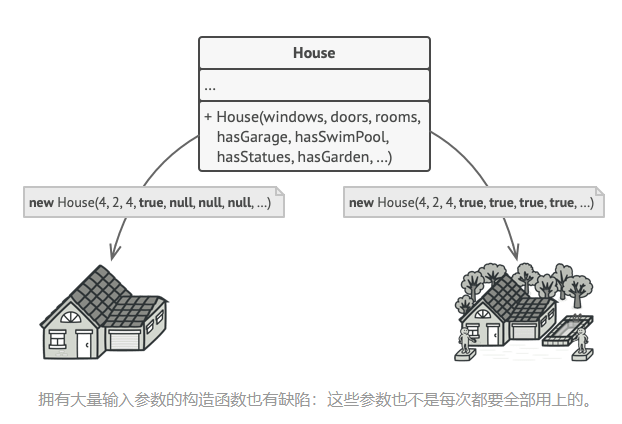 House
...
+ House(windows, doors, rooms,
hasGarage, hasSwimPool,
hasStatues, hasGarden, ...)
new House(4, 2, 4, true, null, null, null, ...)
new House(4, 2, 4, true, true, true, true, ...)
拥有大量输入参数的构造函数也有缺陷：这些参数也不是每次都要全部用上的。